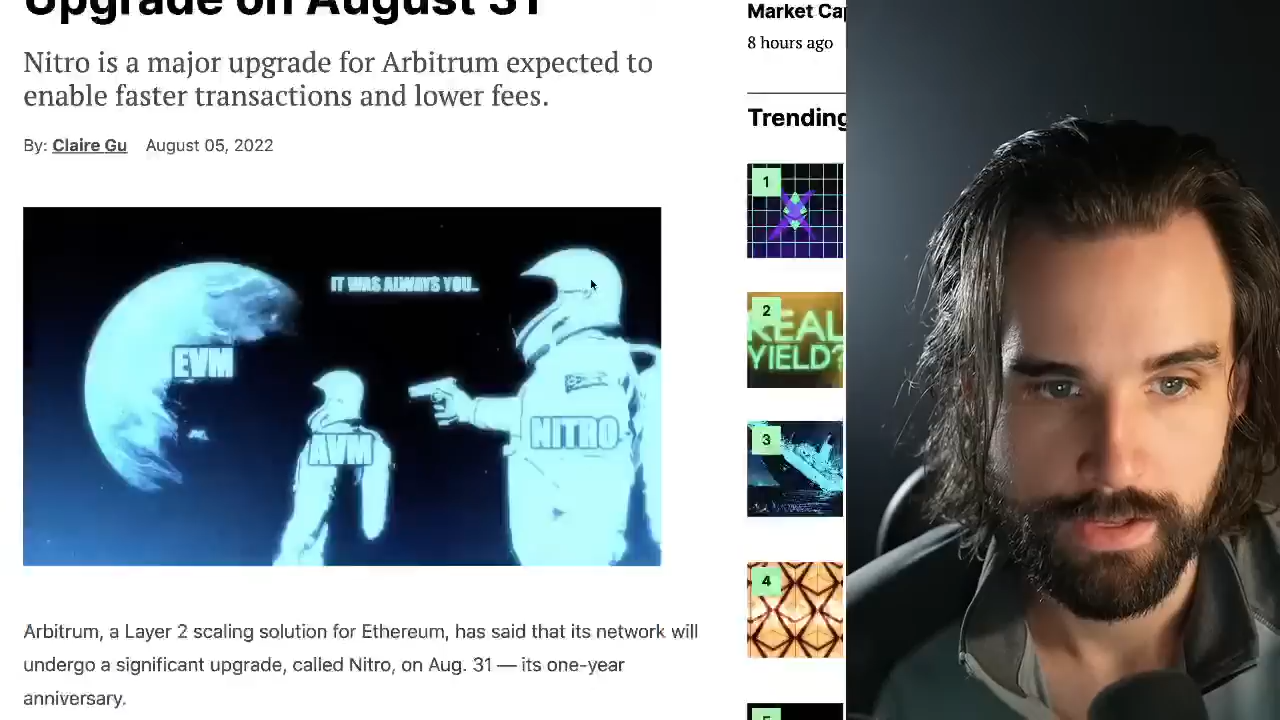 Upgrade on August 31
Nitro is a major upgrade for Arbitrum expected to
enable faster transactions and lower fees.
By: Claire Gu August 05, 2022
IT WAS ALWAYS YOU..
EVM
AVM
NITRO
Arbitrum, a Layer 2 scaling solution for Ethereum, has said that its network will
undergo a significant upgrade, called Nitro, on Aug. 31 — its one-year
anniversary.
Market Cap
8 hours ago
Trending
1
2
REAL
YIELD?
3
4
5